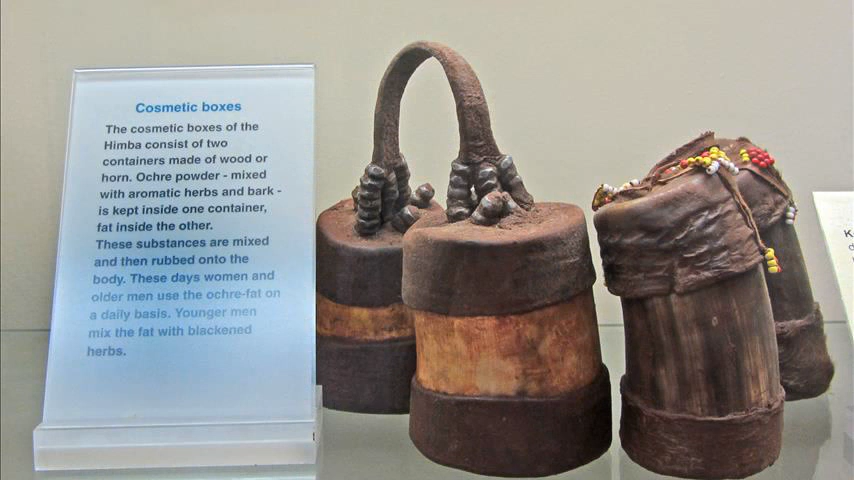 Cosmetic boxes
The cosmetic boxes of the
Himba consist of two
containers made of wood or
horn. Ochre powder - mixed
with aromatic herbs and bark -
is kept inside one container,
fat inside the other.
These substances are mixed
and then rubbed onto the
body. These days women and
older men use the ochre-fat on
a daily basis. Younger men
mix the fat with blackened
herbs.